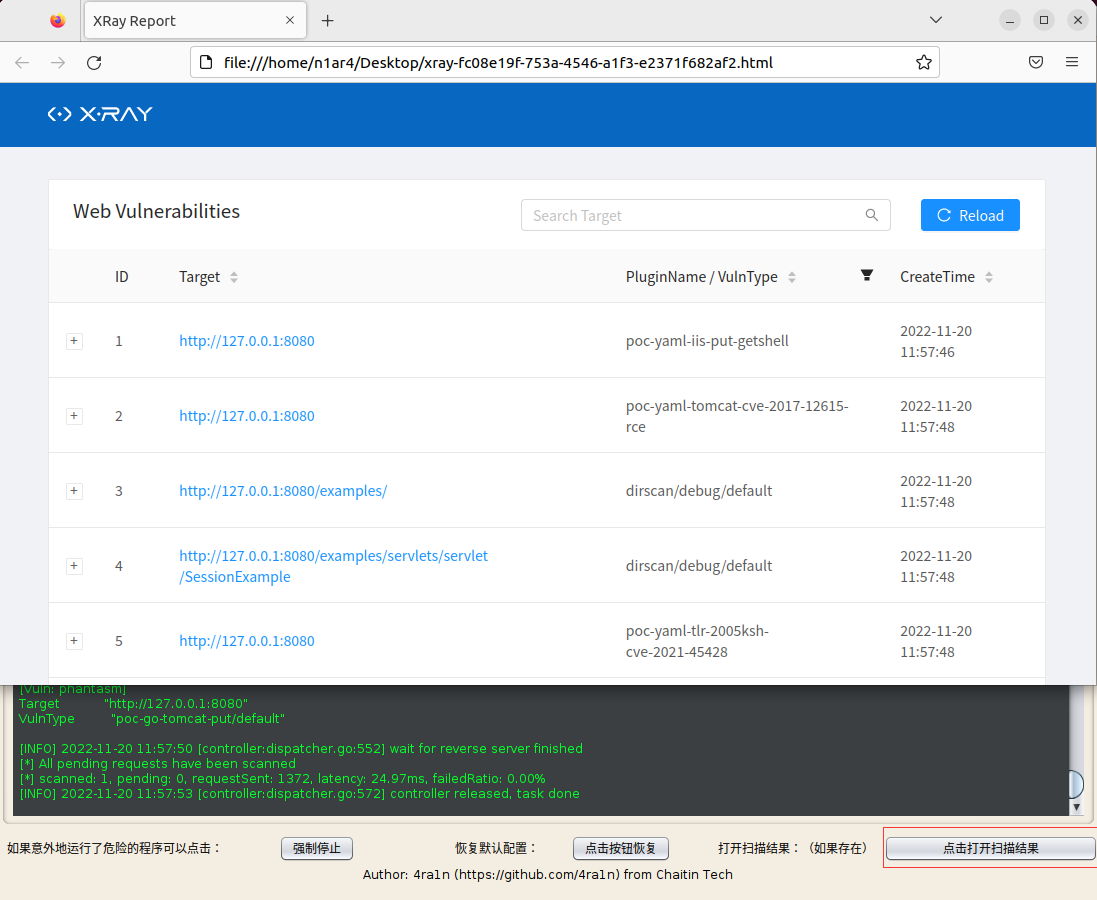 XRay Report
file:///home/n1ar4/Desktop/xray-fc08e19f-753a-4546-a1f3-e2371f682af2.html
X·RAY
Web Vulnerabilities
Search Target
Reload
ID Target PluginName / VulnType CreateTime
+ 1 http://127.0.0.1:8080 poc-yaml-iis-put-getshell 2022-11-20
11:57:46
+ 2 http://127.0.0.1:8080 poc-yaml-tomcat-cve-2017-12615- 2022-11-20
rce 11:57:48
+ 3 http://127.0.0.1:8080/examples/ dirscan/debug/default 2022-11-20
11:57:48
+ 4 http://127.0.0.1:8080/examples/servlets/servlet dirscan/debug/default 2022-11-20
/SessionExample 11:57:48
+ 5 http://127.0.0.1:8080 poc-yaml-tlr-2005ksh- 2022-11-20
cve-2021-45428 11:57:48
[Vuln: phantasm]
Target "http://127.0.0.1:8080"
VulnType "poc-go-tomcat-put/default"
[INFO] 2022-11-20 11:57:50 [controller:dispatcher.go:552] wait for reverse server finished
[*] All pending requests have been scanned
[*] scanned: 1, pending: 0, requestSent: 1372, latency: 24.97ms, failedRatio: 0.00%
[INFO] 2022-11-20 11:57:53 [controller:dispatcher.go:572] controller released, task done
如果意外地运行了危险的程序可以点击： 强制停止 恢复默认配置： 点击按钮恢复 打开扫描结果：（如果存在） 点击打开扫描结果
Author: 4ra1n (https://github.com/4ra1n) from Chaitin Tech